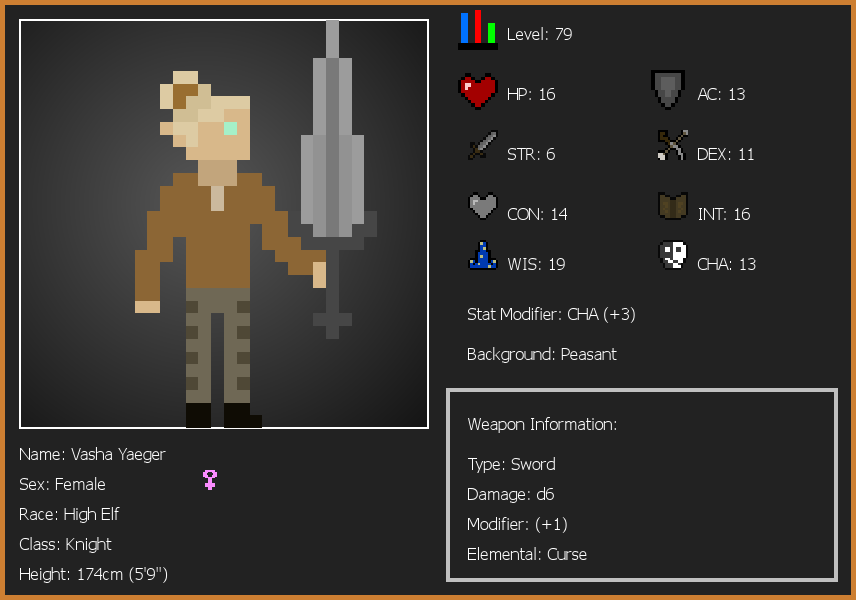 Level: 79
HP: 16
AC: 13
STR: 6
DEX: 11
CON: 14
INT: 16
WIS: 19
CHA: 13
Stat Modifier: CHA (+3)
Background: Peasant
Weapon Information:
Type: Sword
Damage: d6
Modifier: (+1)
Elemental: Curse
Name: Vasha Yaeger
Sex: Female
Race: High Elf
Class: Knight
Height: 174cm (5'9")